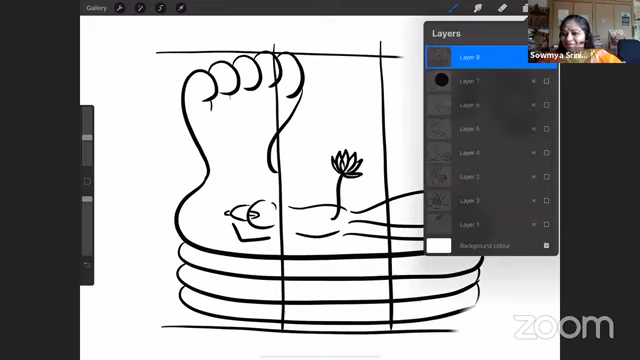 Gallery
Layers
Sowmya Srini...
Layer 8
Layer 7
N
Layer 6
N
Layer 5
N
Layer 4
N
Layer 2
N
Layer 3
N
Layer 1
N
Background colour
zoom